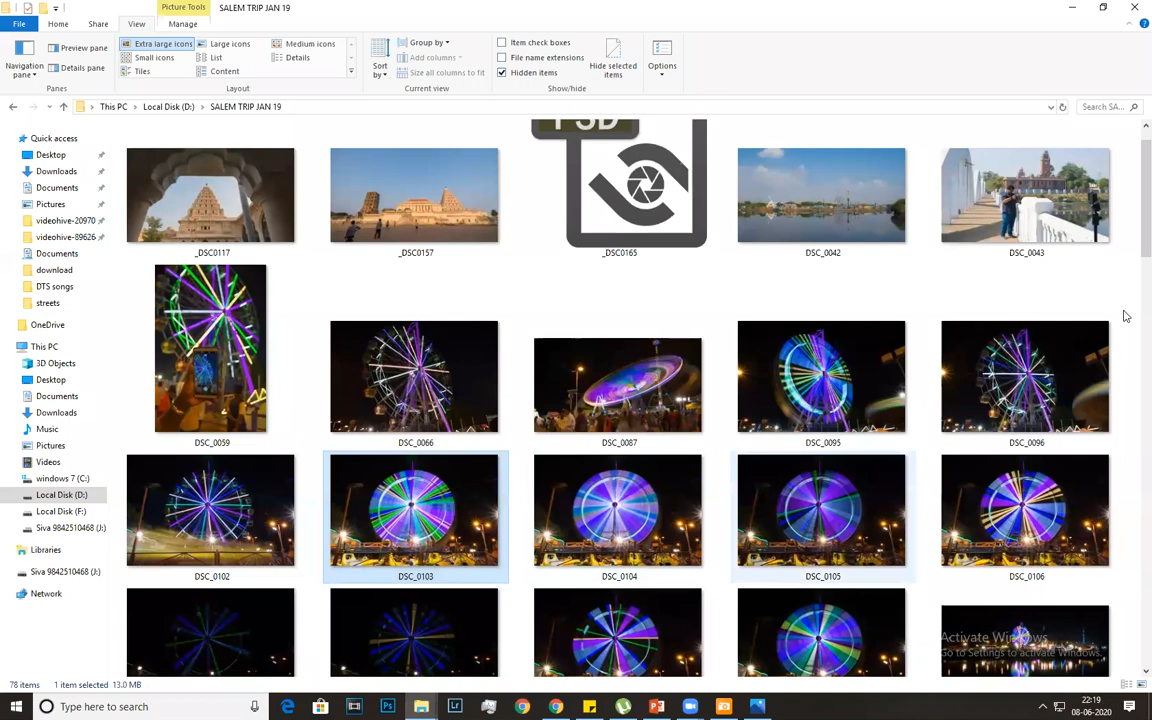 Picture Tools
SALEM TRIP JAN 19
File
Home
Share
View
Manage
Navigation pane
Preview pane
Details pane
Panes
Extra large icons
Large icons
Medium icons
Small icons
List
Details
Tiles
Content
Layout
Sort by
Group by
Add columns
Size all columns to fit
Current view
Item check boxes
File name extensions
Hidden items
Hide selected items
Show/hide
Options
This PC > Local Disk (D:) > SALEM TRIP JAN 19
Search SA...
Quick access
Desktop
Downloads
Documents
Pictures
videohive-20970
videohive-89626
Documents
download
DTS songs
streets
OneDrive
This PC
3D Objects
Desktop
Documents
Downloads
Music
Pictures
Videos
windows 7 (C:)
Local Disk (D:)
Local Disk (F:)
Siva 9842510468 (J:)
Libraries
Siva 9842510468 (J:)
Network
PSD
_DSC0117
_DSC0157
_DSC0165
DSC_0042
DSC_0043
DSC_0059
DSC_0066
DSC_0087
DSC_0095
DSC_0096
DSC_0102
DSC_0103
DSC_0104
DSC_0105
DSC_0106
Activate Windows
Go to Settings to activate Windows.
78 items
1 item selected 13.0 MB
Type here to search
Ps
Lr
22:19
08-06-2020